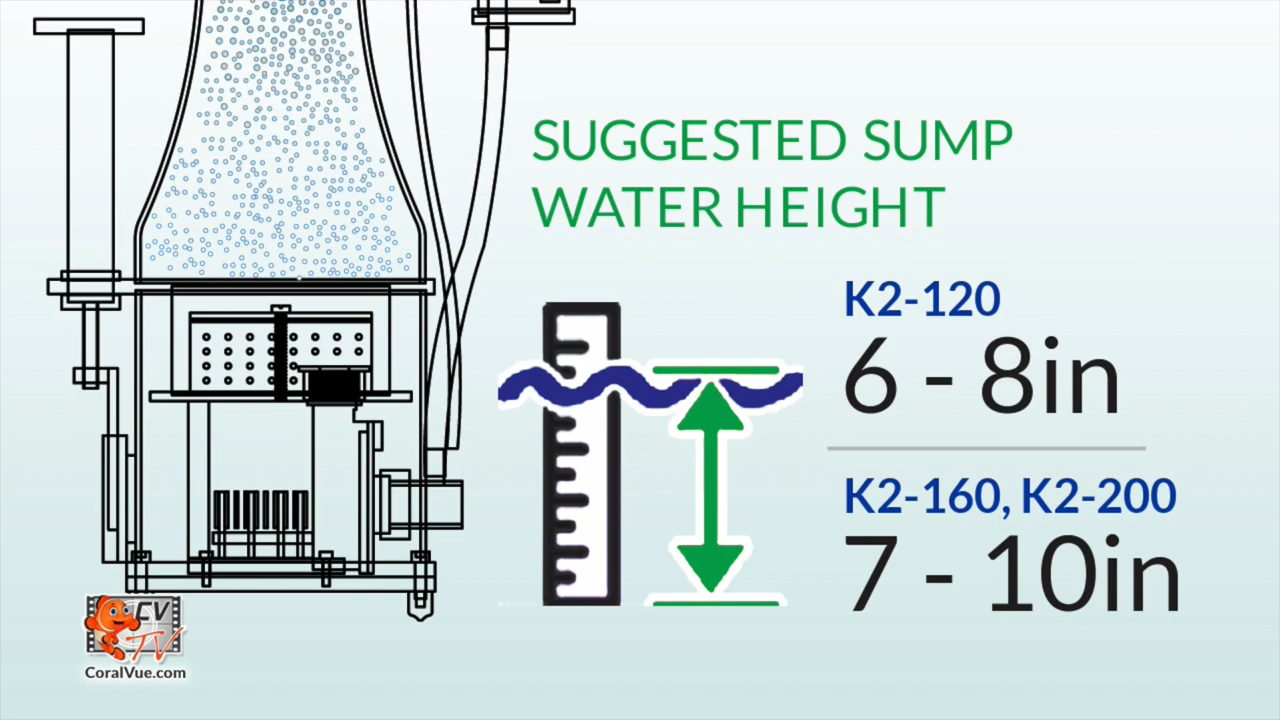 SUGGESTED SUMP
WATER HEIGHT
K2-120
6 - 8in
K2-160, K2-200
7 - 10in
CV
TV
CoralVue.com